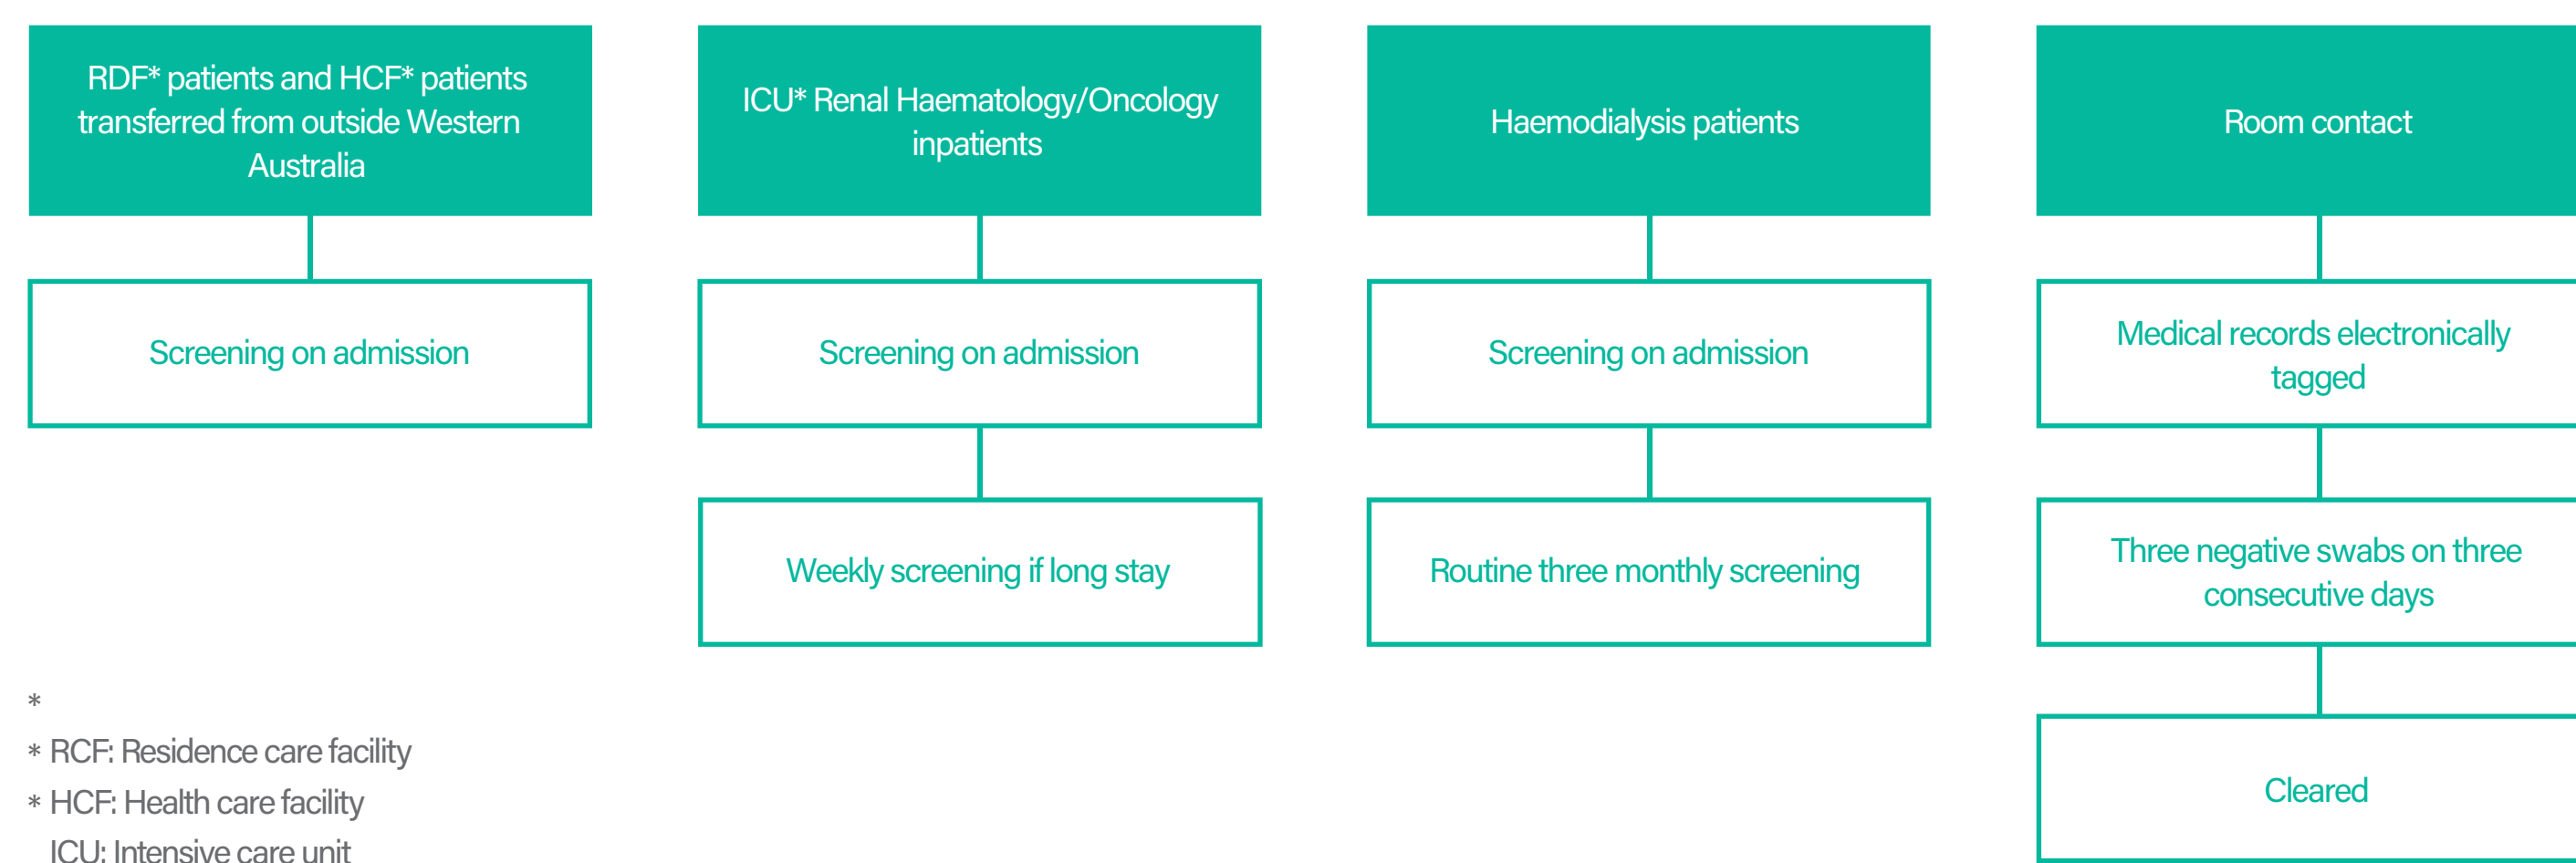 RDF* patients and HCF* patients
transferred from outside Western
Australia
ICU* Renal Haematology/Oncology
inpatients
Haemodialysis patients
Room contact
Screening on admission
Screening on admission
Screening on admission
Medical records electronically
tagged
Weekly screening if long stay
Routine three monthly screening
Three negative swabs on three
consecutive days
Cleared
*
* RCF: Residence care facility
* HCF: Health care facility
ICU: Intensive care unit